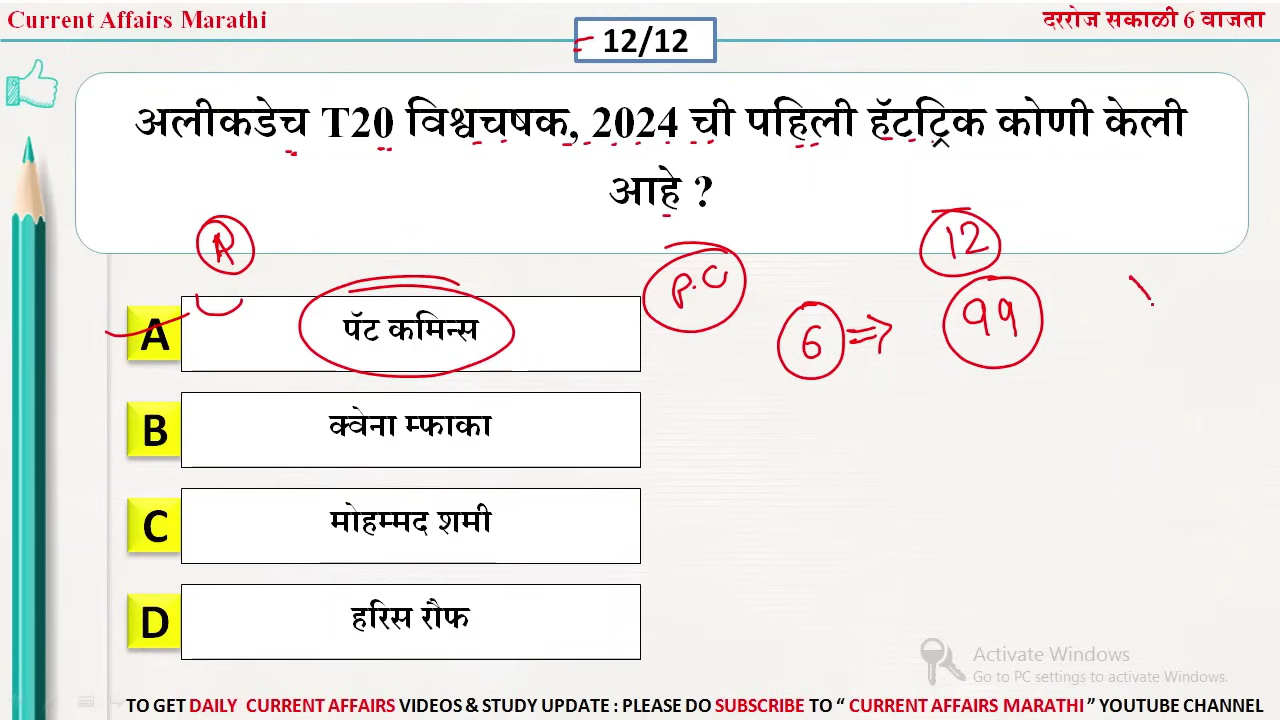 Current Affairs Marathi
दररोज सकाळी 6 वाजता
12/12
अलीकडेच T20 विश्वचषक, 2024 ची पहिली हॅटट्रिक कोणी केली
आहे ?
A
12
P.C
6 ⇒ 99
A पॅट कमिन्स
B क्वेना म्फाका
C मोहम्मद शमी
D हरिस रौफ
Activate Windows
Go to PC settings to activate Windows.
TO GET DAILY CURRENT AFFAIRS VIDEOS & STUDY UPDATE : PLEASE DO SUBSCRIBE TO “ CURRENT AFFAIRS MARATHI ” YOUTUBE CHANNEL